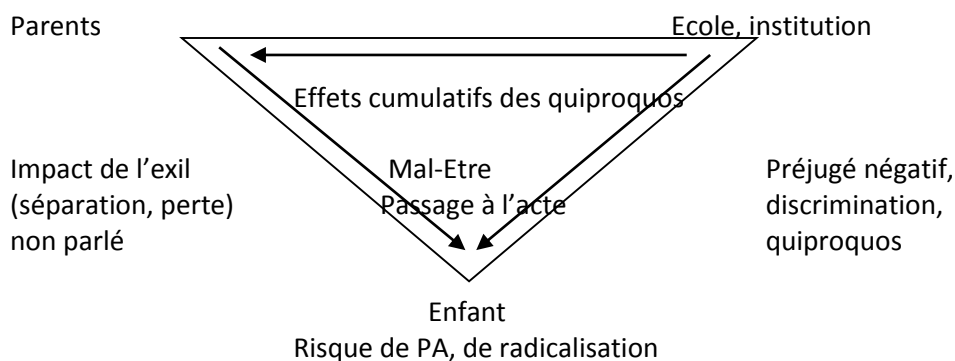 Parents
Ecole, institution
Effets cumulatifs des quiproquos
Impact de l’exil
(séparation, perte)
non parlé
Mal-Etre
Passage à l’acte
Préjugé négatif,
discrimination,
quiproquos
Enfant
Risque de PA, de radicalisation